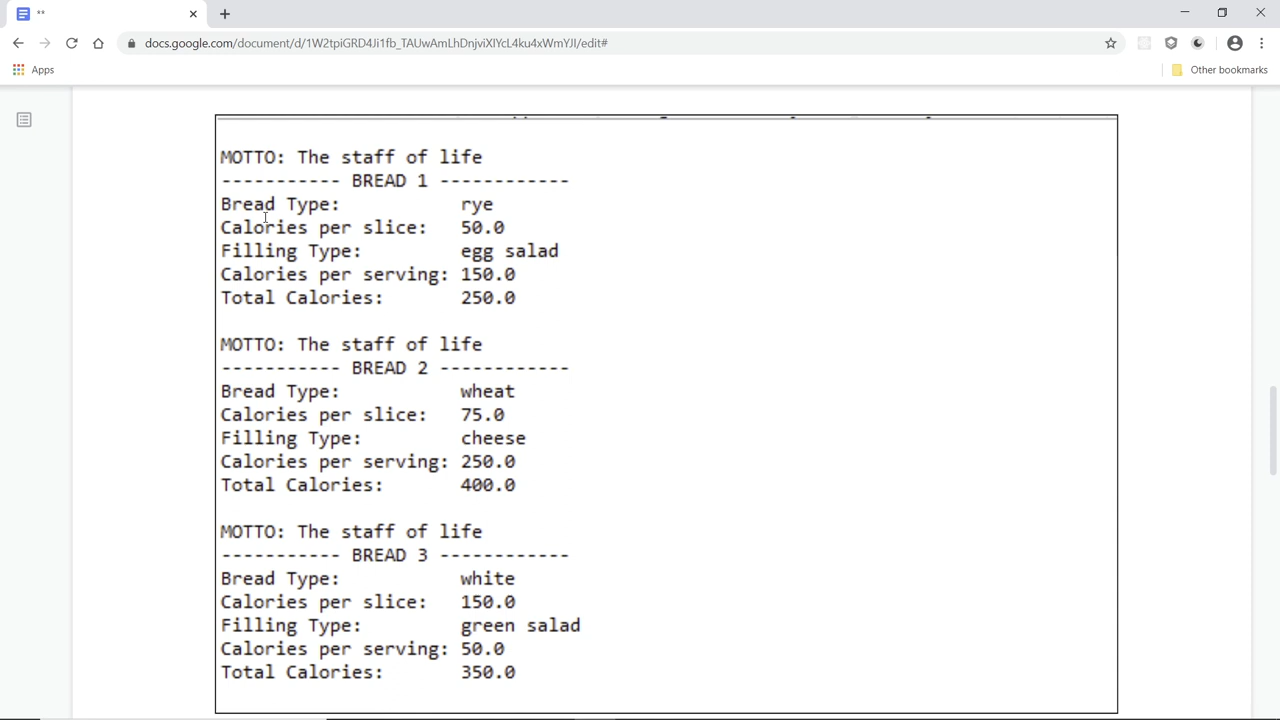 **
docs.google.com/document/d/1W2tpiGRD4Ji1fb_TAUwAmLhDnjviXIYcL4ku4xWmYJI/edit#
Apps
Other bookmarks
MOTTO: The staff of life
----------- BREAD 1 ------------
Bread Type: rye
Calories per slice: 50.0
Filling Type: egg salad
Calories per serving: 150.0
Total Calories: 250.0
MOTTO: The staff of life
----------- BREAD 2 ------------
Bread Type: wheat
Calories per slice: 75.0
Filling Type: cheese
Calories per serving: 250.0
Total Calories: 400.0
MOTTO: The staff of life
----------- BREAD 3 ------------
Bread Type: white
Calories per slice: 150.0
Filling Type: green salad
Calories per serving: 50.0
Total Calories: 350.0